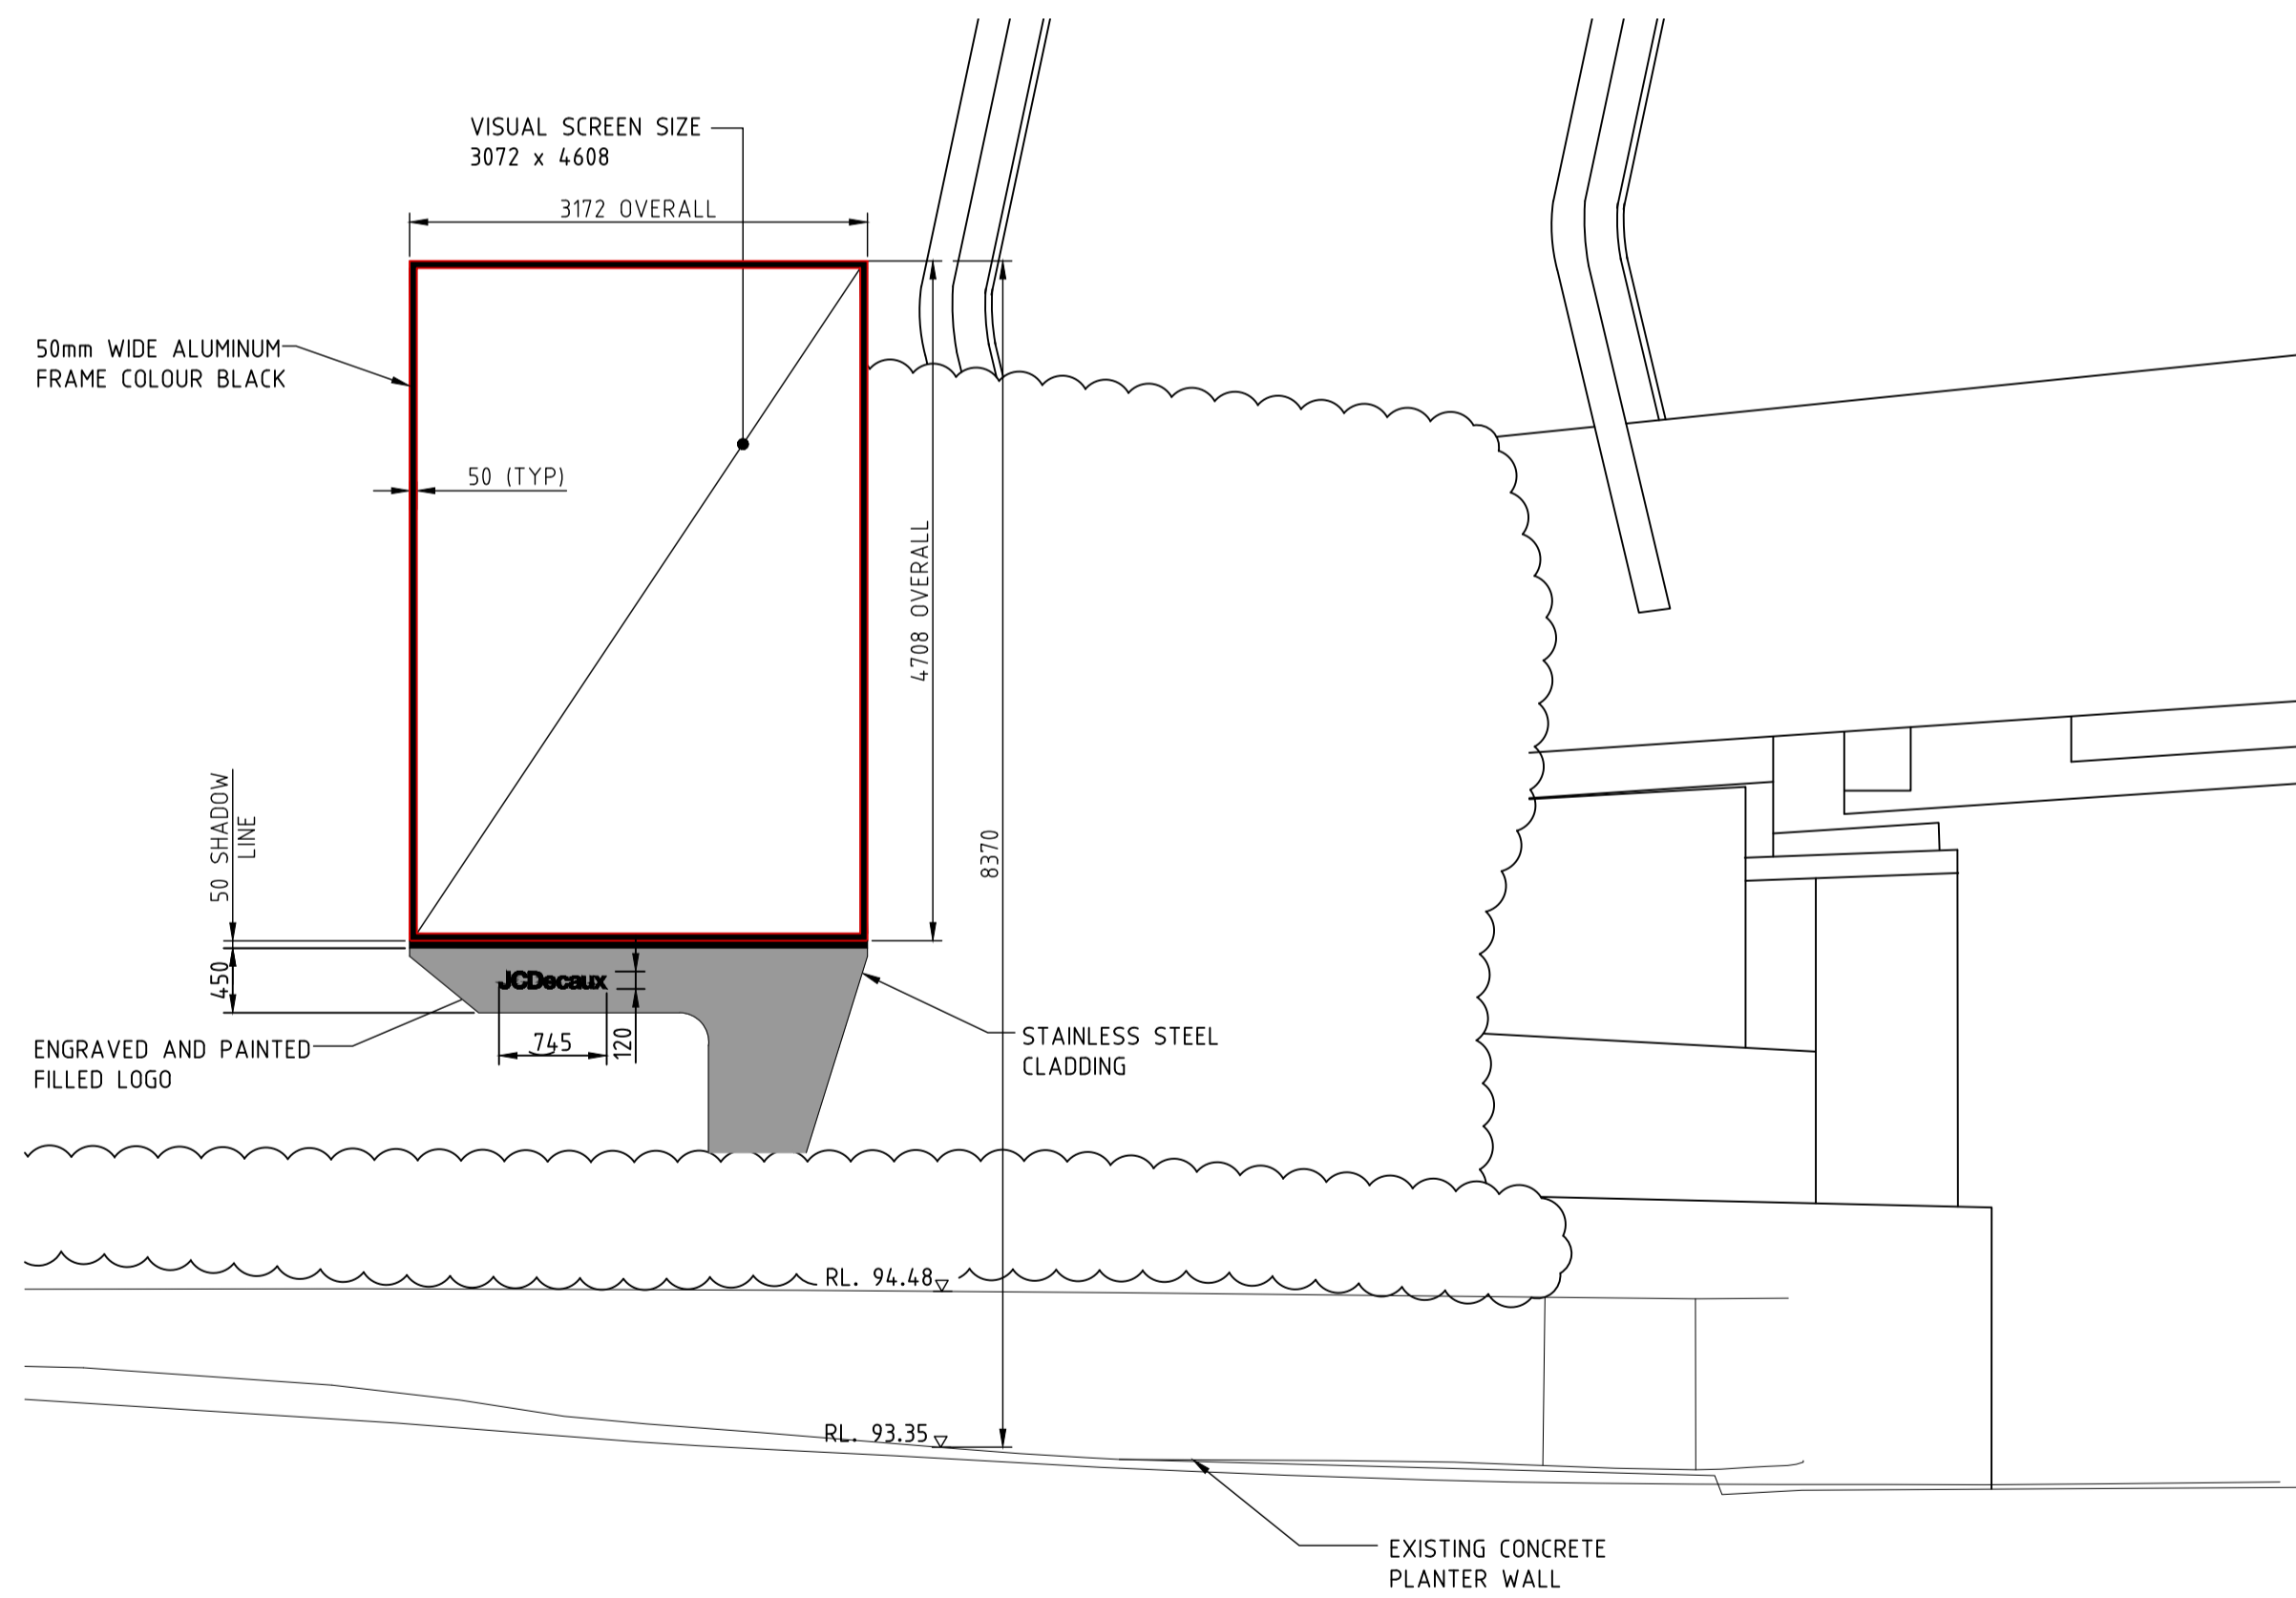 VISUAL SCREEN SIZE
3072 x 4608
3172 OVERALL
50mm WIDE ALUMINUM
FRAME COLOUR BLACK
50 (TYP)
4708 OVERALL
8370
50 SHADOW
LINE
450
JCDecaux
745
120
ENGRAVED AND PAINTED
FILLED LOGO
STAINLESS STEEL
CLADDING
RL. 94.48
RL. 93.35
EXISTING CONCRETE
PLANTER WALL